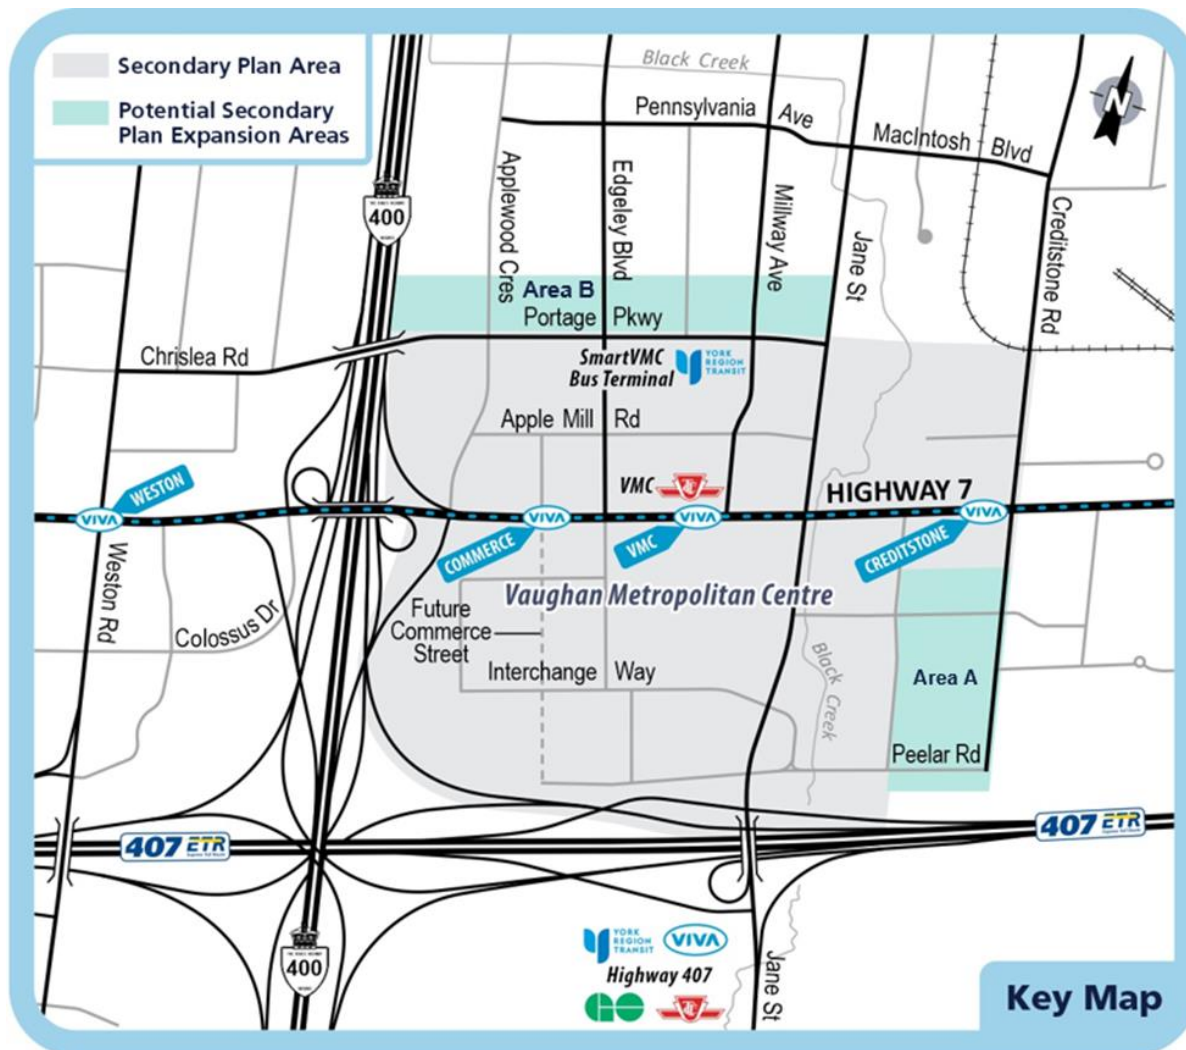 Secondary Plan Area
Potential Secondary
Plan Expansion Areas
Black Creek
Pennsylvania Ave
MacIntosh Blvd
N
400
Applewood Cres
Edgeley Blvd
Millway Ave
Jane St
Creditstone Rd
Area B
Portage Pkwy
Chrislea Rd
SmartVMC
Bus Terminal
YORK
REGION
TRANSIT
Apple Mill Rd
WESTON
VIVA
VMC
HIGHWAY 7
VIVA
VIVA
VIVA
COMMERCE
VMC
CREDITSTONE
Weston Rd
Colossus Dr
Vaughan Metropolitan Centre
Future
Commerce
Street
Interchange Way
Black Creek
Area A
Peelar Rd
407 ETR
407 ETR
400
YORK
REGION
TRANSIT
VIVA
Highway 407
GO
Jane St
Key Map